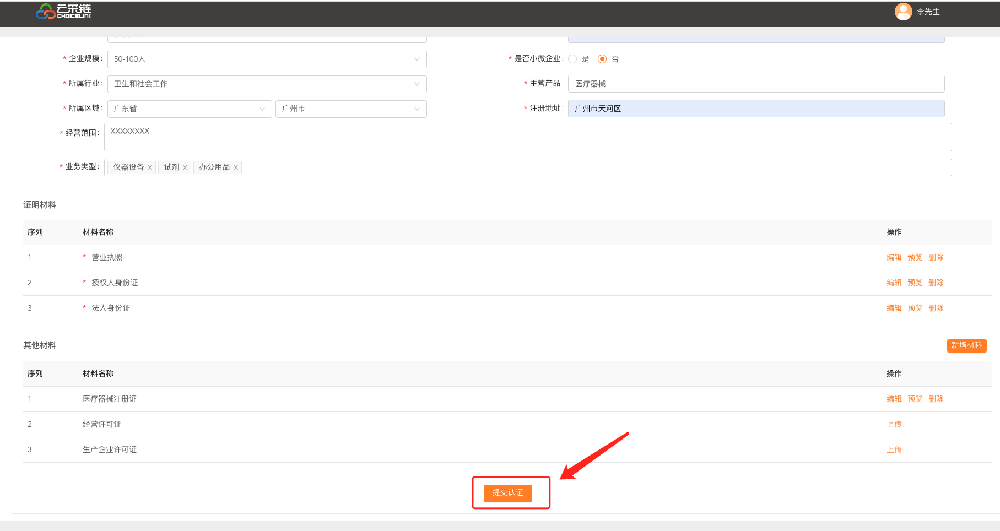 云采链
CHOICELINK
李先生
* 企业规模: 50-100人
* 是否小微企业: 是 否
* 所属行业: 卫生和社会工作
* 主营产品: 医疗器械
* 所属区域: 广东省 广州市
* 注册地址: 广州市天河区
* 经营范围: XXXXXXXX
* 业务类型: 仪器设备 × 试剂 × 办公用品 ×
证明材料
序列 材料名称 操作
1 * 营业执照 编辑 预览 删除
2 * 授权人身份证 编辑 预览 删除
3 * 法人身份证 编辑 预览 删除
其他材料 新增材料
序列 材料名称 操作
1 医疗器械注册证 编辑 预览 删除
2 经营许可证 上传
3 生产企业许可证 上传
提交认证